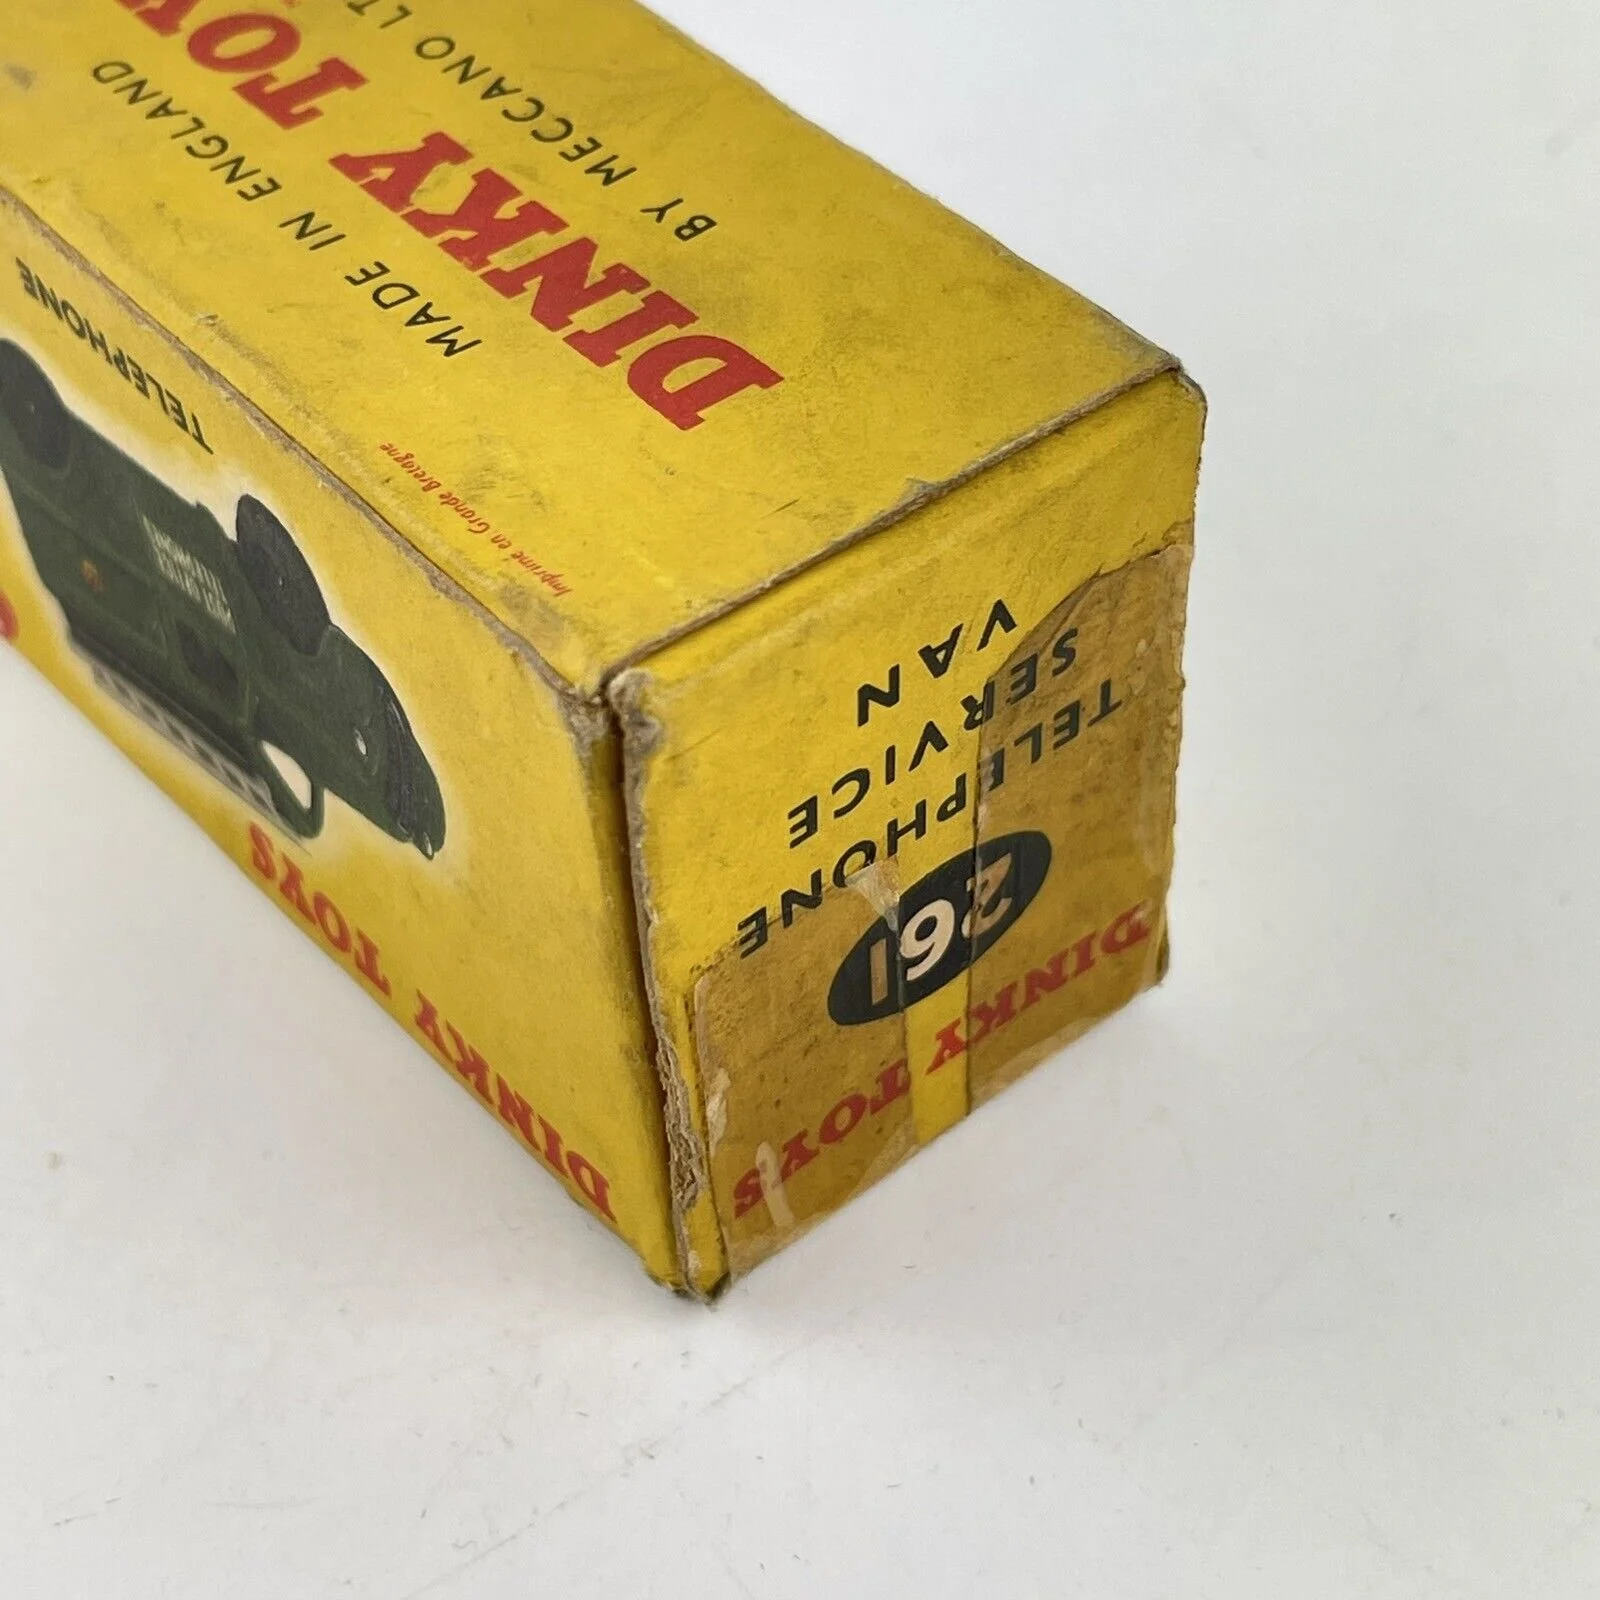 DINKY TOY
BY MECCANO LT
MADE IN ENGLAND
Imprimé en Grande Bretagne
TELEPHONE
DINKY TOYS
DINKY TOYS
261
TELEPHONE
SERVICE
VAN